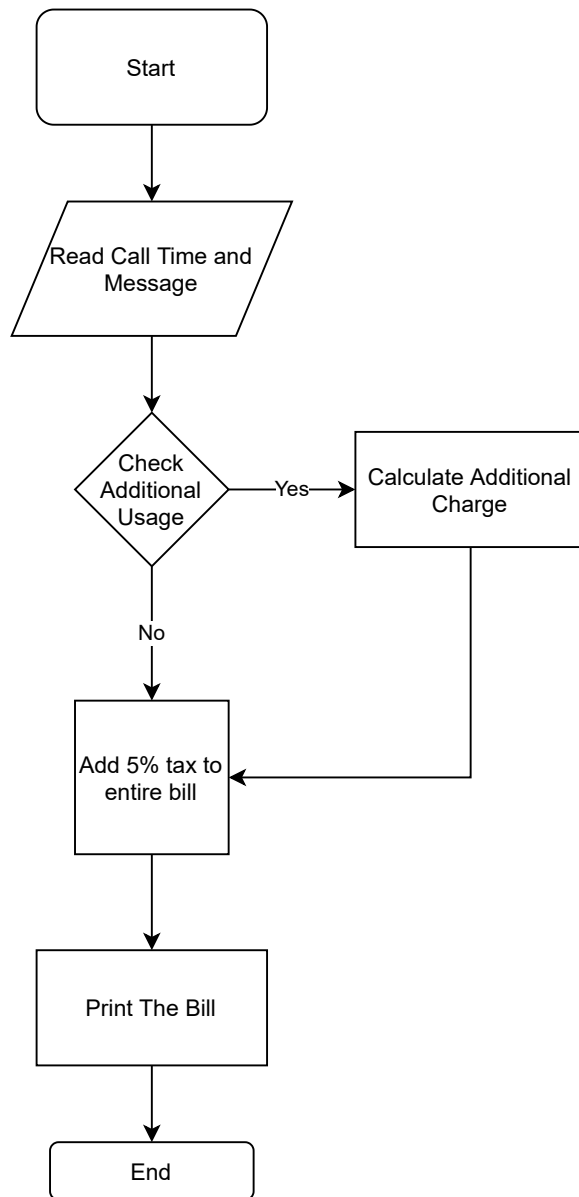 Start
Read Call Time and
Message
Check
Additional
Usage
Yes
Calculate Additional
Charge
No
Add 5% tax to
entire bill
Print The Bill
End